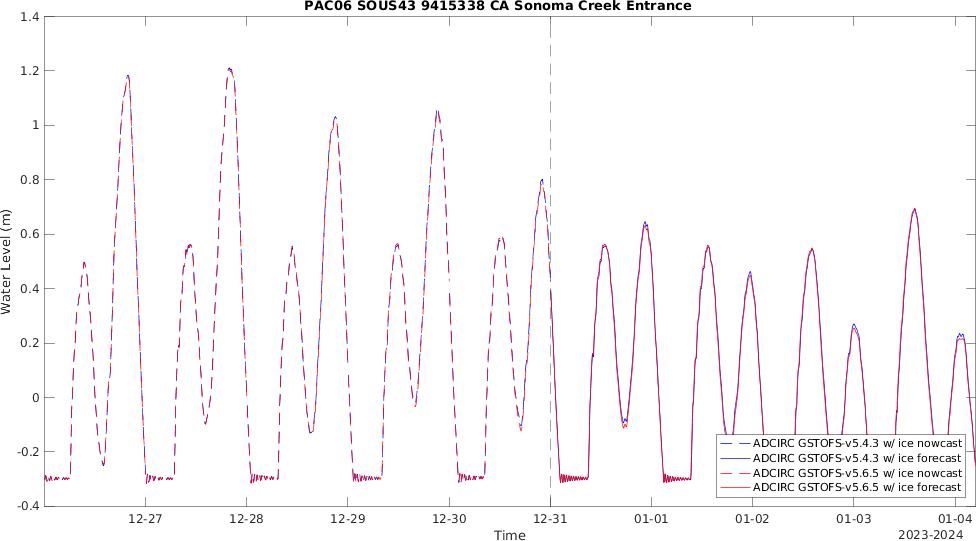 PAC06 SOUS43 9415338 CA Sonoma Creek Entrance
1.4
1.2
1
0.8
0.6
0.4
0.2
0
-0.2
-0.4
Water Level (m)
12-27
12-28
12-29
12-30
12-31
01-01
01-02
01-03
01-04
Time
2023-2024
ADCIRC GSTOFS-v5.4.3 w/ ice nowcast
ADCIRC GSTOFS-v5.4.3 w/ ice forecast
ADCIRC GSTOFS-v5.6.5 w/ ice nowcast
ADCIRC GSTOFS-v5.6.5 w/ ice forecast